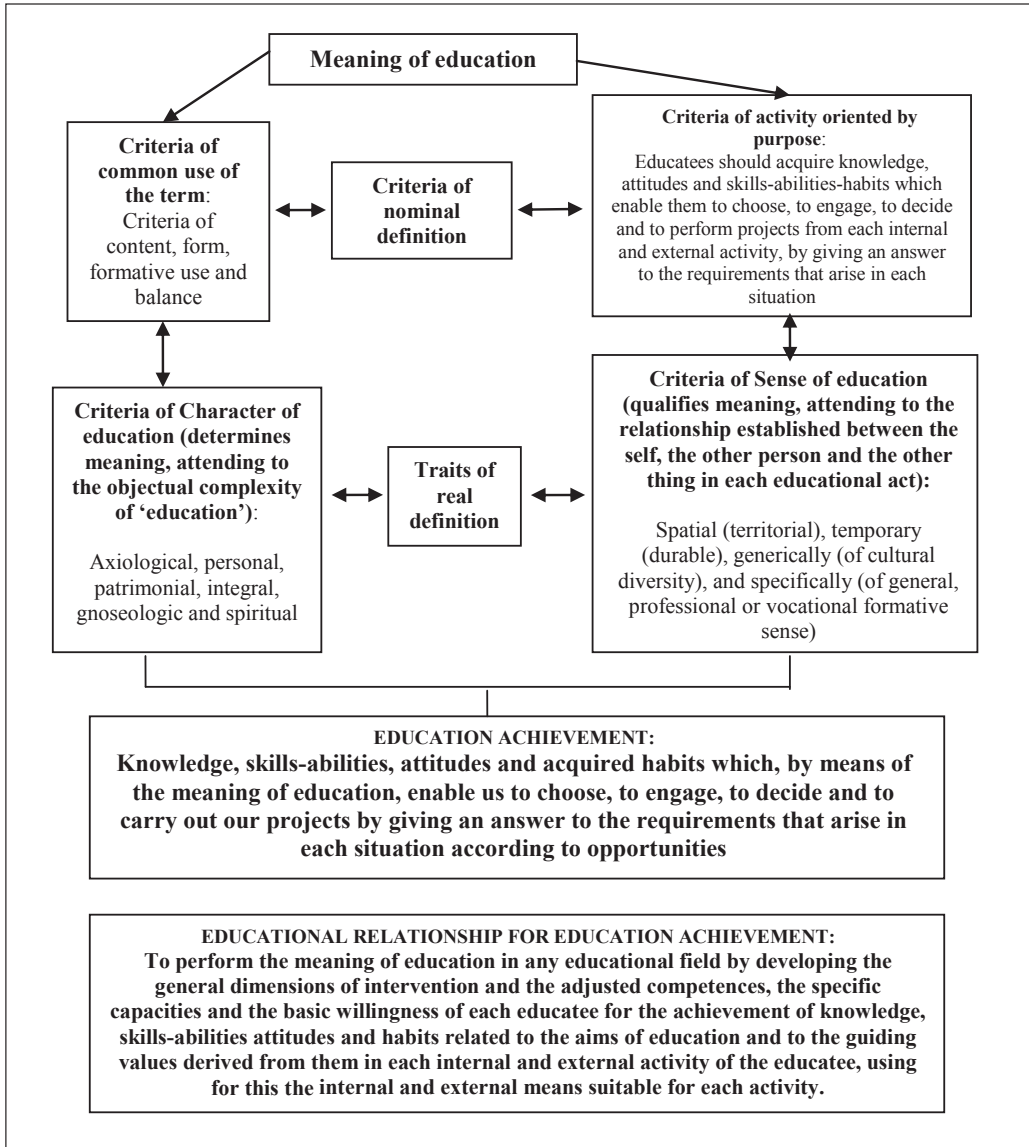 Meaning of education
Criteria of
common use of
the term:
Criteria of
content, form,
formative use and
balance
Criteria of
nominal definition
Criteria of activity oriented by
purpose:
Educatees should acquire knowledge,
attitudes and skills-abilities-habits which
enable them to choose, to engage, to decide
and to perform projects from each internal
and external activity, by giving an answer
to the requirements that arise in each
situation
Criteria of Character of
education (determines
meaning, attending to
the objectual complexity
of ‘education’):
Axiological, personal,
patrimonial, integral,
gnoseologic and spiritual
Traits of
real
definition
Criteria of Sense of education
(qualifies meaning, attending to the
relationship established between the
self, the other person and the other
thing in each educational act):
Spatial (territorial), temporary
(durable), generically (of cultural
diversity), and specifically (of general,
professional or vocational formative
sense)
EDUCATION ACHIEVEMENT:
Knowledge, skills-abilities, attitudes and acquired habits which, by means of
the meaning of education, enable us to choose, to engage, to decide and to
carry out our projects by giving an answer to the requirements that arise in
each situation according to opportunities
EDUCATIONAL RELATIONSHIP FOR EDUCATION ACHIEVEMENT:
To perform the meaning of education in any educational field by developing the
general dimensions of intervention and the adjusted competences, the specific
capacities and the basic willingness of each educatee for the achievement of knowledge,
skills-abilities attitudes and habits related to the aims of education and to the guiding
values derived from them in each internal and external activity of the educatee, using
for this the internal and external means suitable for each activity.